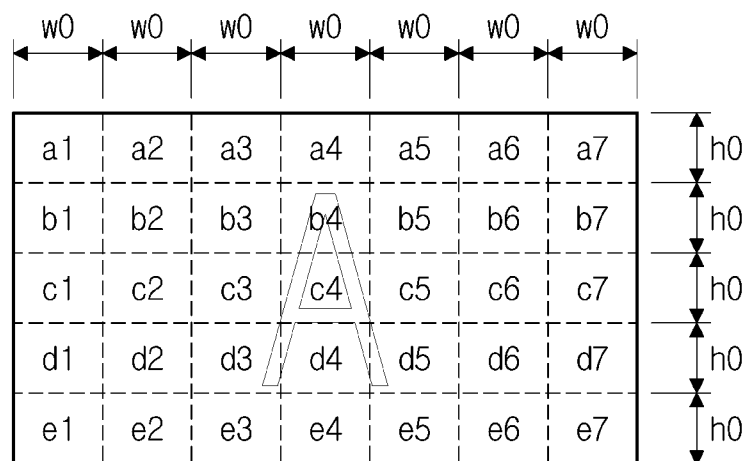 w0 w0 w0 w0 w0 w0 w0
a1 a2 a3 a4 a5 a6 a7 h0
b1 b2 b3 b4 b5 b6 b7 h0
c1 c2 c3 c4 c5 c6 c7 h0
d1 d2 d3 d4 d5 d6 d7 h0
e1 e2 e3 e4 e5 e6 e7 h0
A